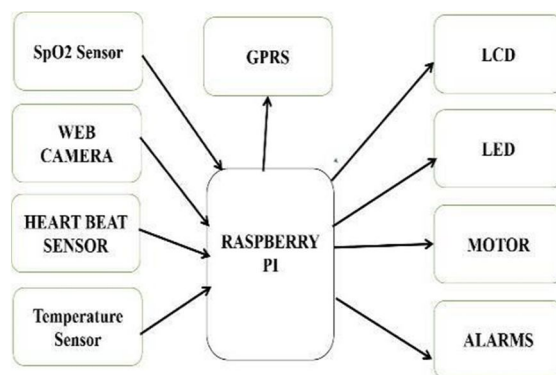 SpO2 Sensor
GPRS
LCD
WEB
CAMERA
LED
HEART BEAT
SENSOR
RASPBERRY
PI
MOTOR
Temperature
Sensor
ALARMS